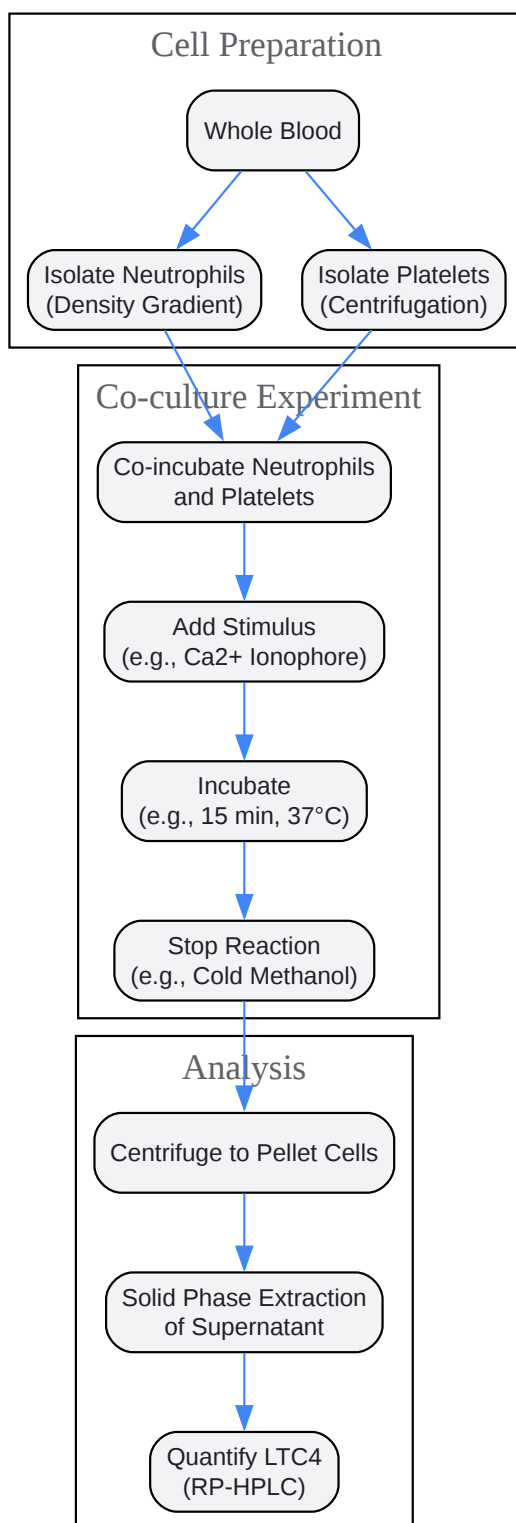 Cell Preparation
Whole Blood
Isolate Neutrophils
(Density Gradient)
Isolate Platelets
(Centrifugation)
Co-culture Experiment
Co-incubate Neutrophils
and Platelets
Add Stimulus
(e.g., Ca2+ Ionophore)
Incubate
(e.g., 15 min, 37°C)
Stop Reaction
(e.g., Cold Methanol)
Analysis
Centrifuge to Pellet Cells
Solid Phase Extraction
of Supernatant
Quantify LTC4
(RP-HPLC)